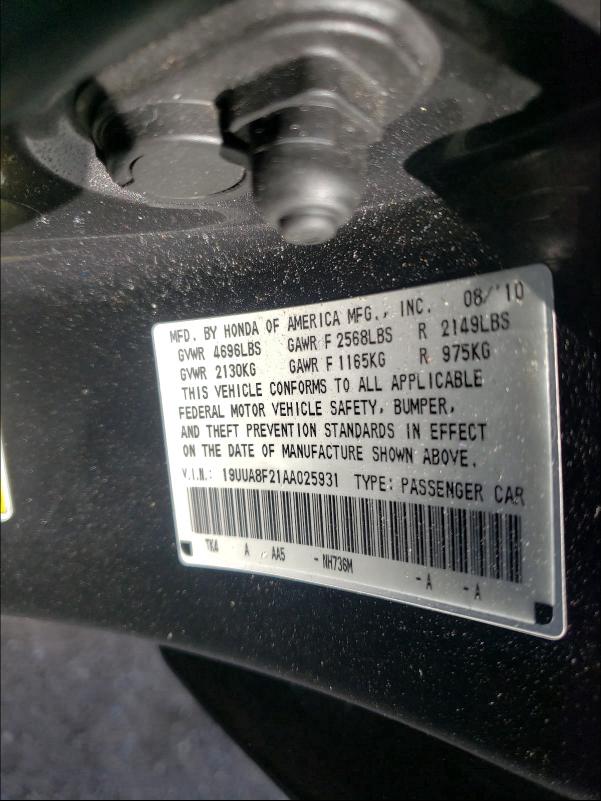 MFD. BY HONDA OF AMERICA MFG., INC. 08/'10
GVWR 4696LBS GAWR F 2568LBS R 2149LBS
GVWR 2130KG GAWR F 1165KG R 975KG
THIS VEHICLE CONFORMS TO ALL APPLICABLE
FEDERAL MOTOR VEHICLE SAFETY, BUMPER,
AND THEFT PREVENTION STANDARDS IN EFFECT
ON THE DATE OF MANUFACTURE SHOWN ABOVE.
V.I.N.: 19UUA8F21AA025931 TYPE: PASSENGER CAR
TK4 A AA5 - NH736M - A - A